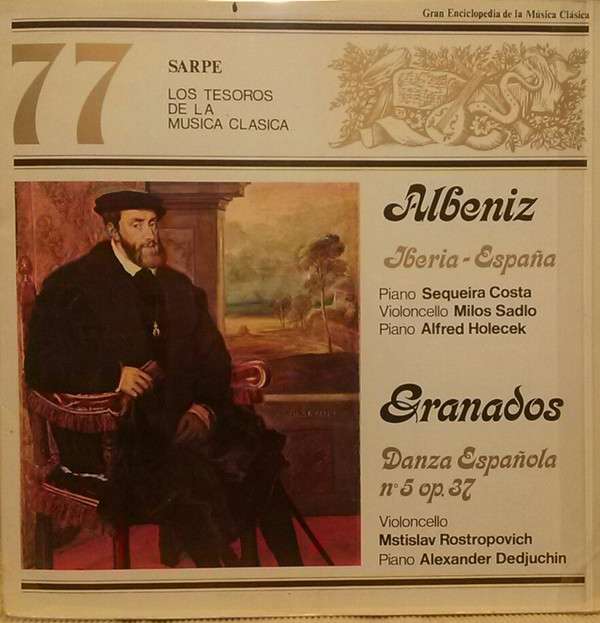 Gran Enciclopedia de la Música Clásica
77
SARPE
LOS TESOROS
DE LA
MUSICA CLASICA
Albeniz
Iberia - España
Piano Sequeira Costa
Violoncello Milos Sadlo
Piano Alfred Holecek
Granados
Danza Española
nº 5 op. 37
Violoncello
Mstislav Rostropovich
Piano Alexander Dedjuchin